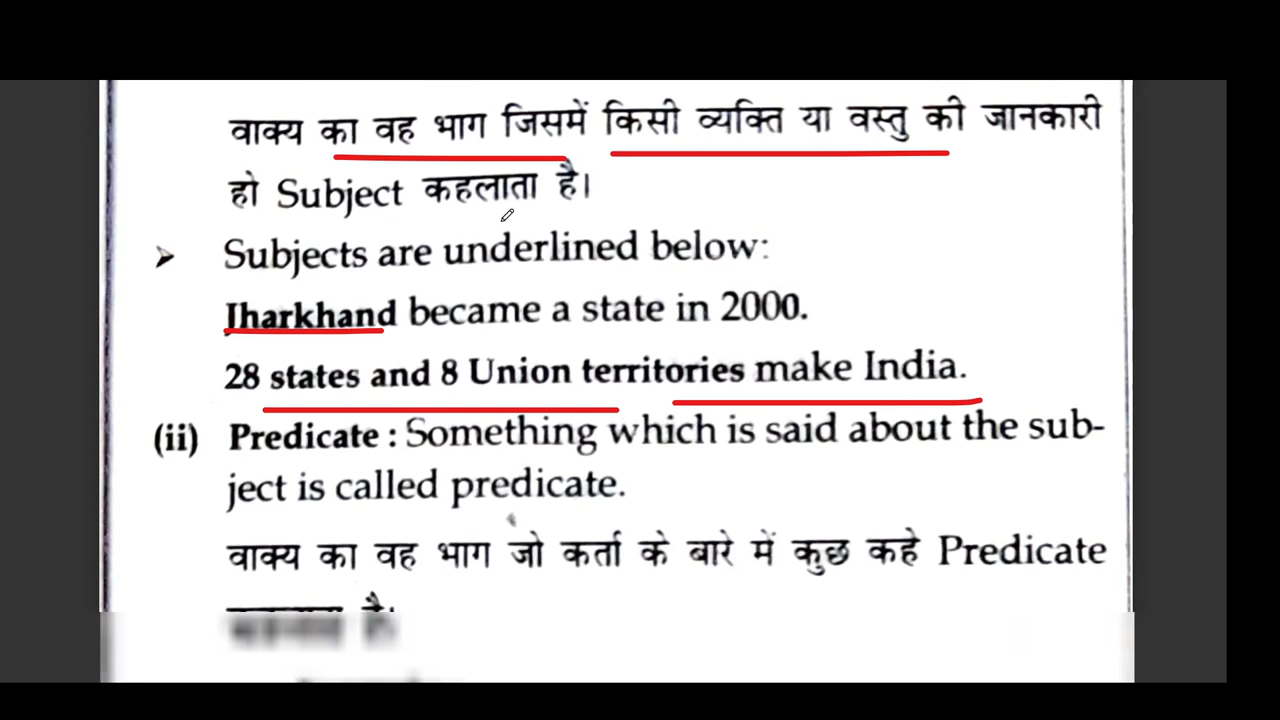 वाक्य का वह भाग जिसमें किसी व्यक्ति या वस्तु की जानकारी
हो Subject कहलाता है।
➤ Subjects are underlined below:
Jharkhand became a state in 2000.
28 states and 8 Union territories make India.
(ii) Predicate : Something which is said about the sub-
ject is called predicate.
वाक्य का वह भाग जो कर्ता के बारे में कुछ कहे Predicate
है।